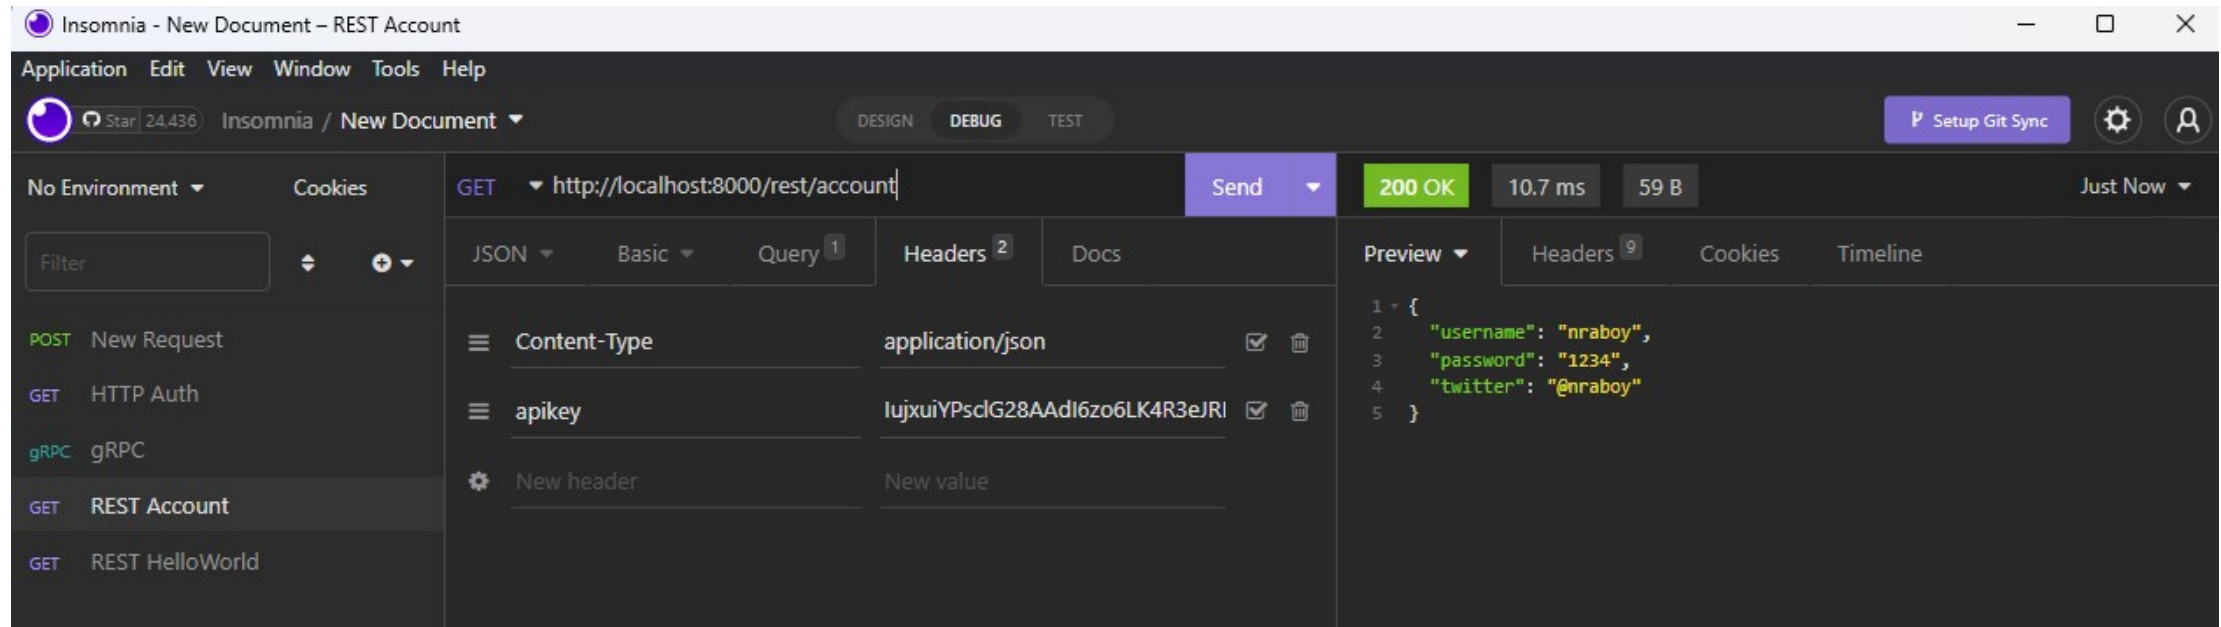 Insomnia - New Document – REST Account
Application Edit View Window Tools Help
Star 24,436 Insomnia / New Document DESIGN DEBUG TEST Setup Git Sync
No Environment Cookies GET http://localhost:8000/rest/account Send 200 OK 10.7 ms 59 B Just Now
Filter JSON Basic Query 1 Headers 2 Docs Preview Headers 9 Cookies Timeline
1 {
2 "username": "nraboy",
3 "password": "1234",
4 "twitter": "@nraboy"
5 }
POST New Request Content-Type application/json
GET HTTP Auth
apikey
gRPC gRPC
New header New value
GET REST Account
GET REST HelloWorld